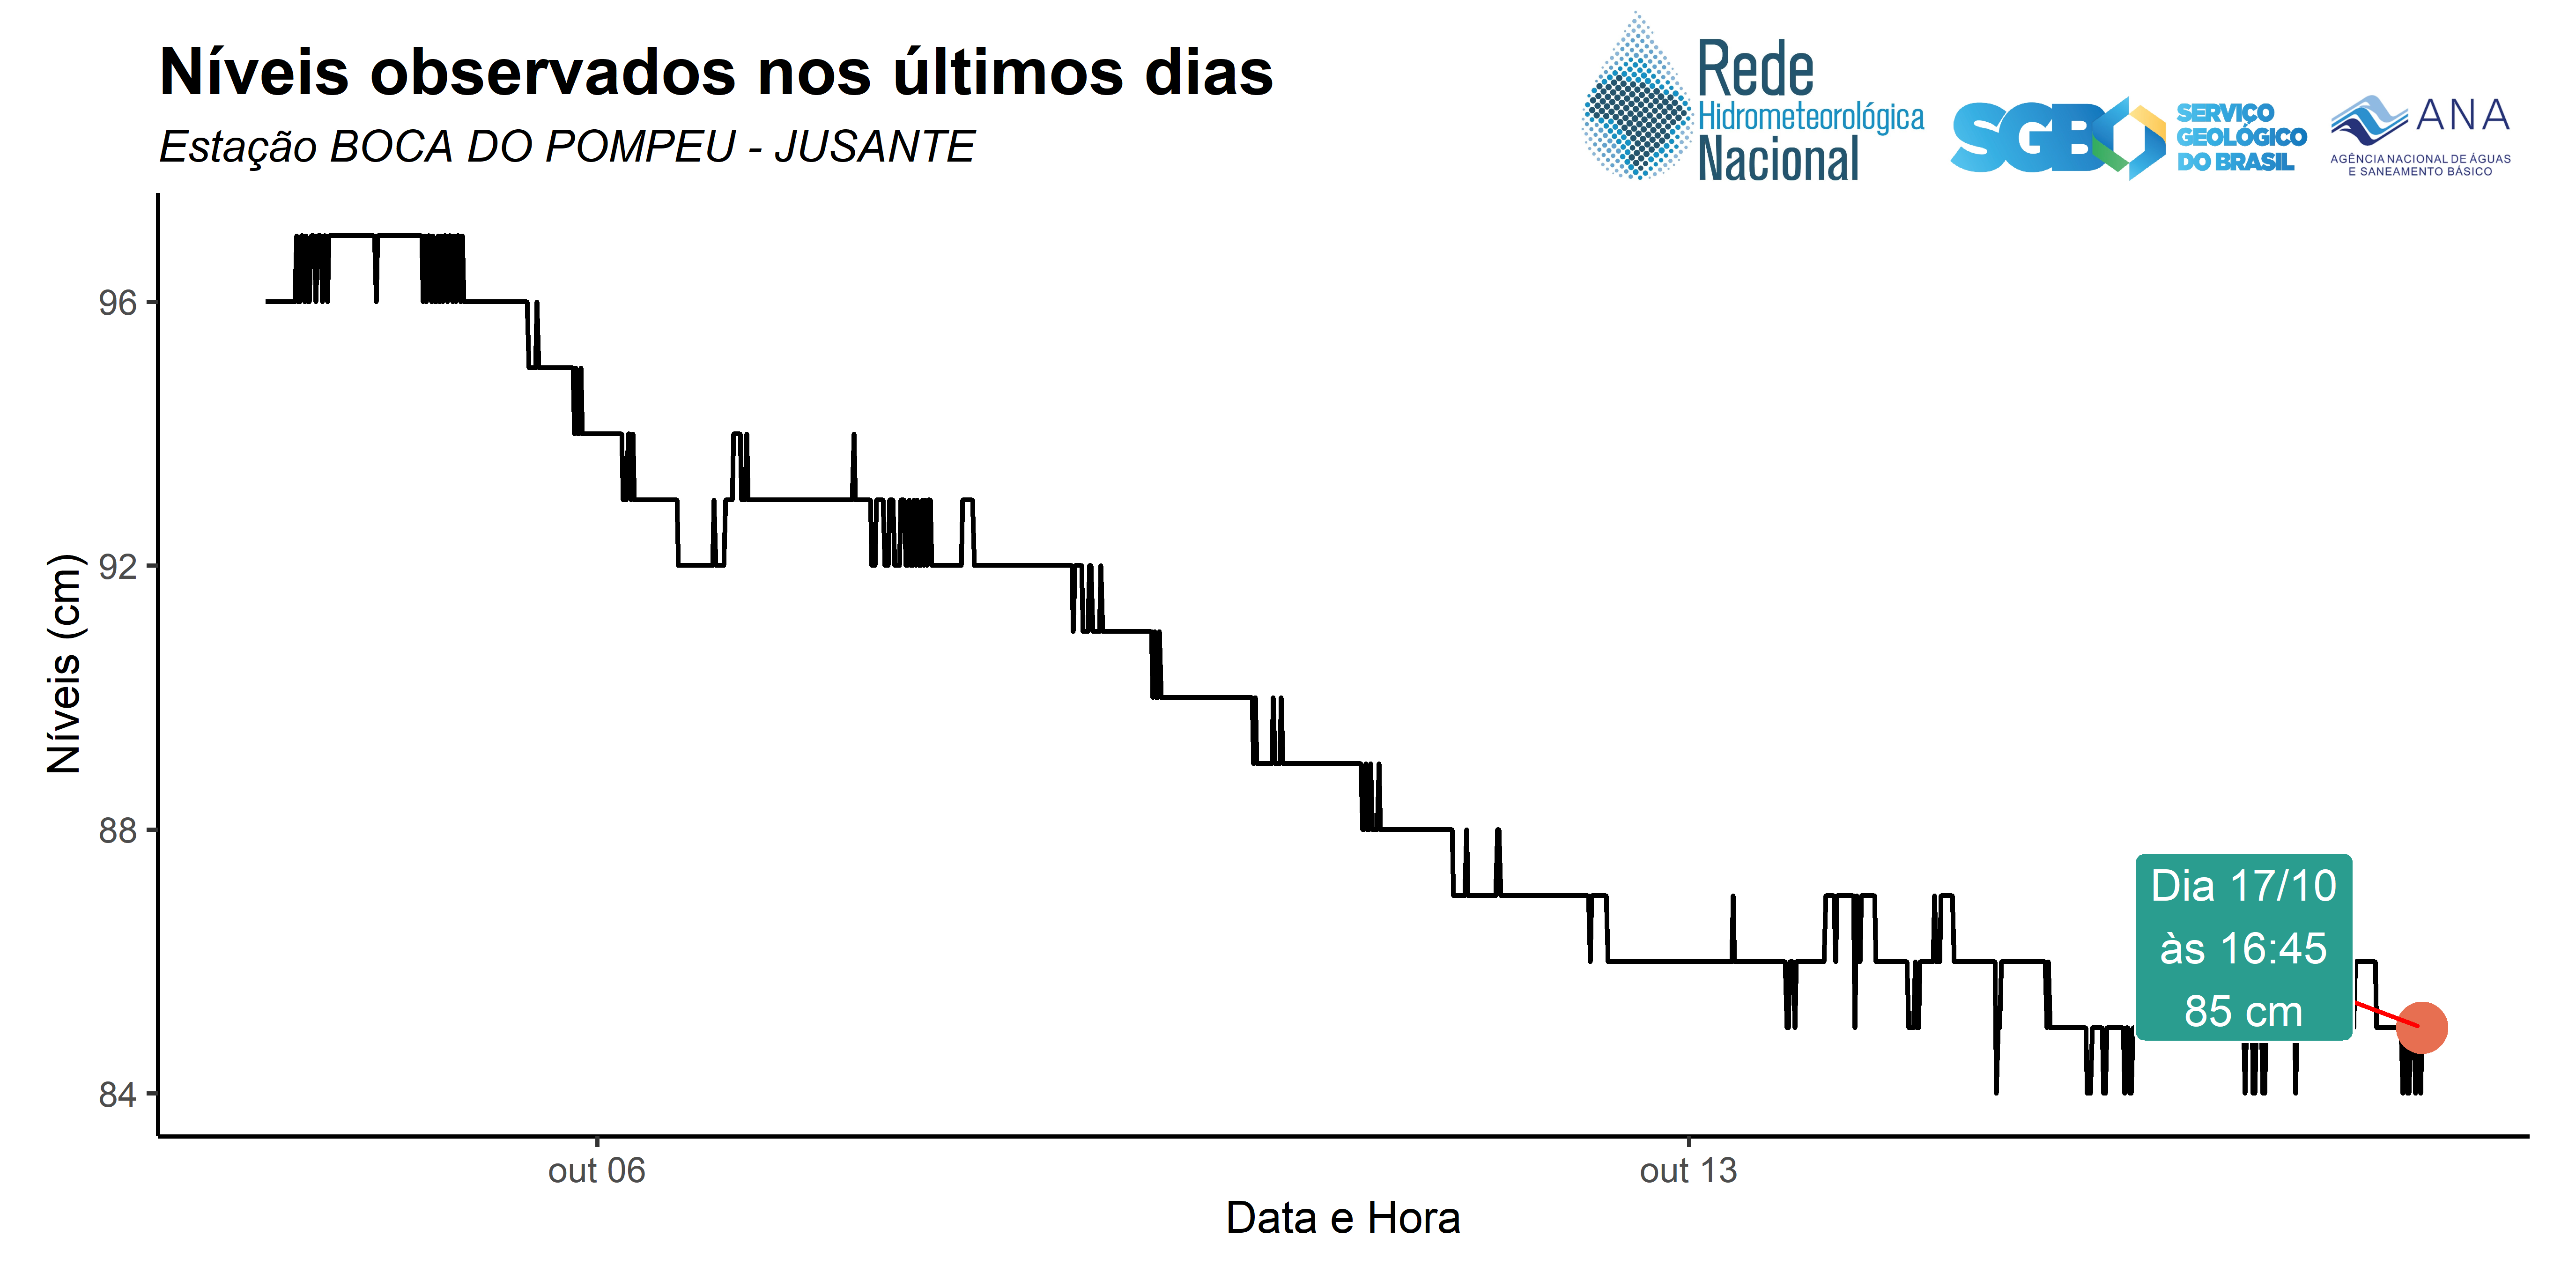 Níveis observados nos últimos dias
Estação BOCA DO POMPEU - JUSANTE
Rede
Hidrometeorológica
Nacional
SGB
SERVIÇO
GEOLÓGICO
DO BRASIL
ANA
AGÊNCIA NACIONAL DE ÁGUAS
E SANEAMENTO BÁSICO
Níveis (cm)
96
92
88
84
Dia 17/10
às 16:45
85 cm
out 06
out 13
Data e Hora